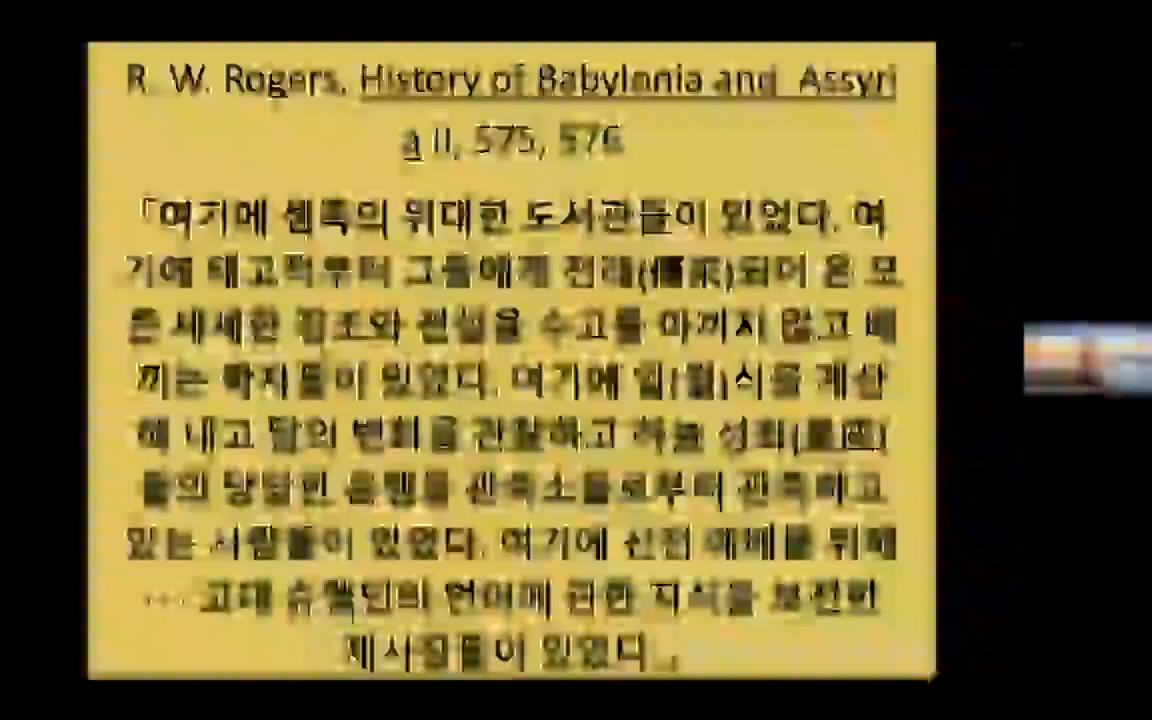 R. W. Rogers, History of Babylonia and Assyri
a II, 575, 576
「여기에 셈족의 위대한 도서관들이 있었다. 여
기에 태고적부터 그들에게 전래(傳來)되어 온 모
든 세세한 와 전설을 수고를 아끼지 않고 베
끼는 학자들이 있었다. 여기에 일(월)식을 계산
해 내고 달의 변화를 관찰하고 하늘 성좌(星座)
들의 당당한 운행을 관측소들로부터 관측하고
있는 사람들이 있었다. 여기에 신전 예배를 위해
… 고대 슈멜인의 언어에 관한 지식을 보전한
제사장들이 있었다.」